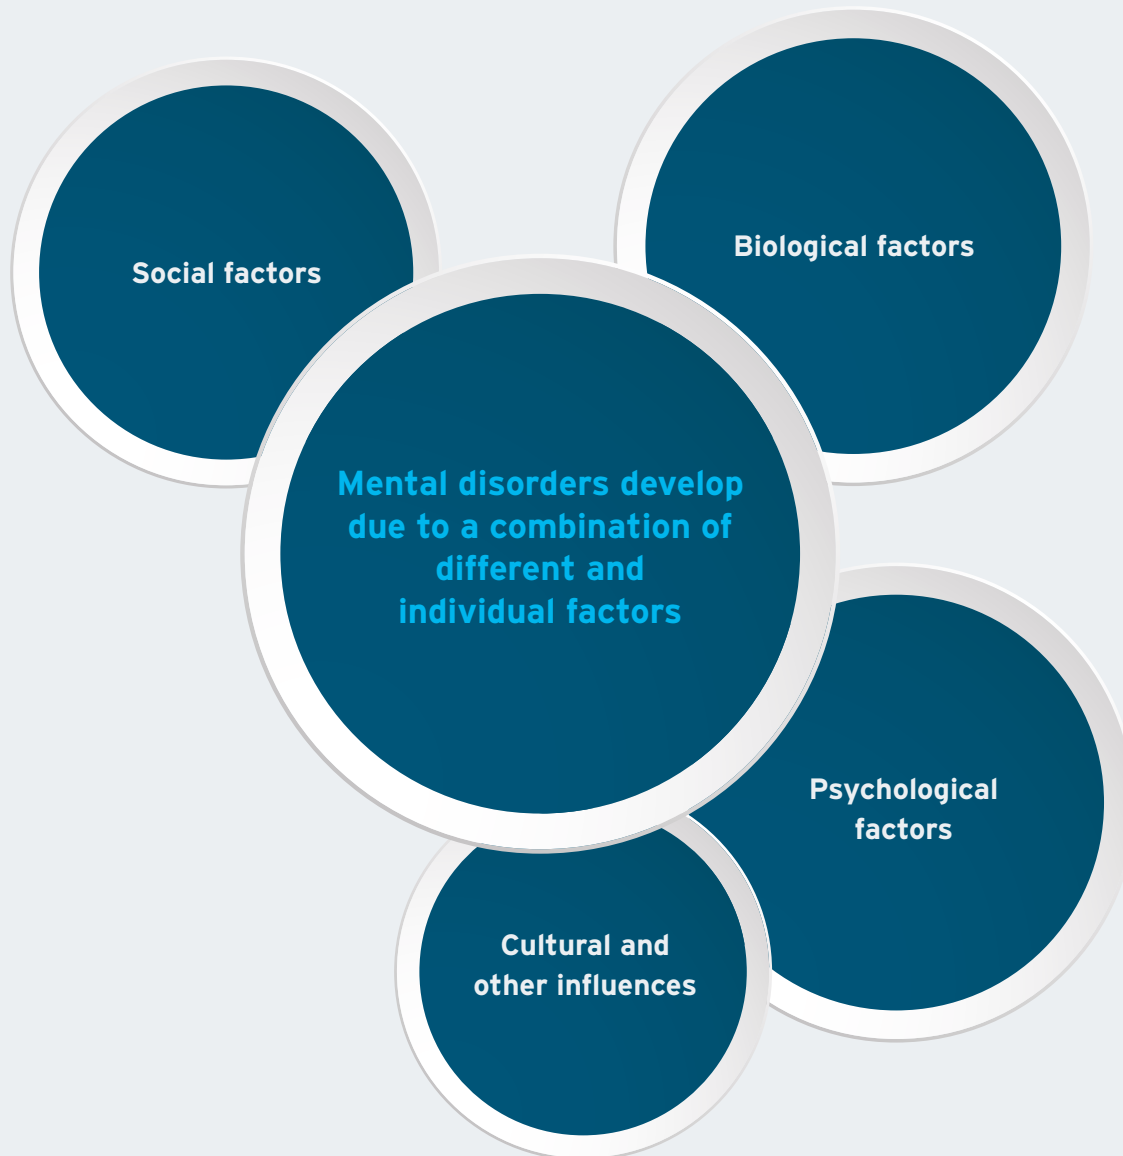 Social factors
Biological factors
Mental disorders develop
due to a combination of
different and
individual factors
Psychological
factors
Cultural and
other influences